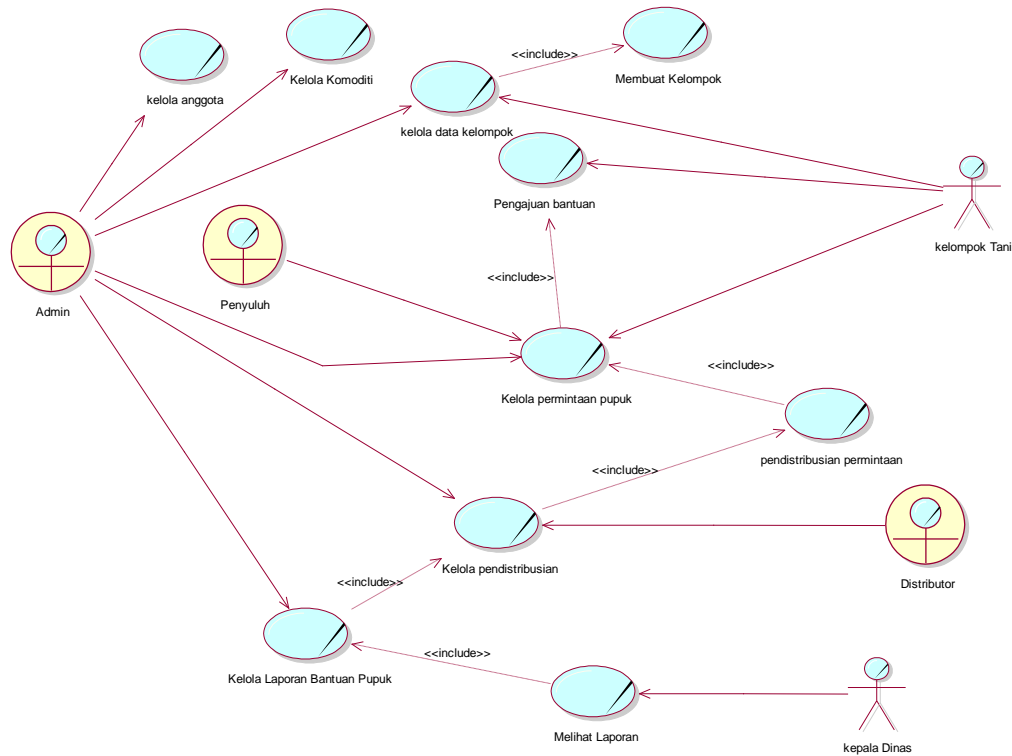 Kelola Komoditi
kelola anggota
<<include>>
Membuat Kelompok
kelola data kelompok
Pengajuan bantuan
kelompok Tani
<<include>>
Penyuluh
Admin
<<include>>
Kelola permintaan pupuk
pendistribusian permintaan
<<include>>
Kelola pendistribusian
<<include>>
Distributor
Kelola Laporan Bantuan Pupuk
<<include>>
Melihat Laporan
kepala Dinas